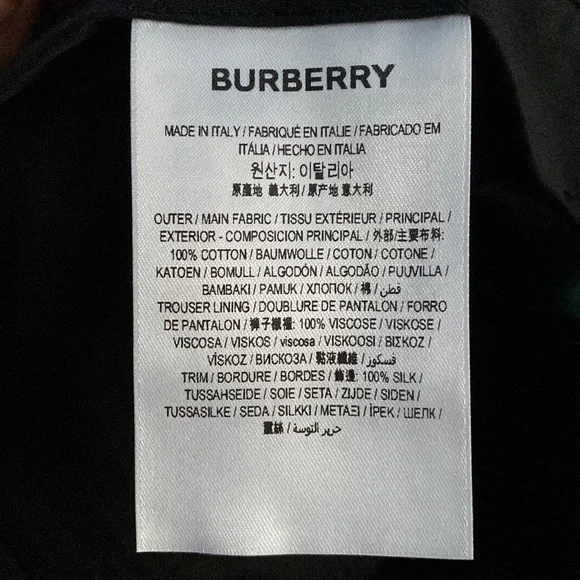 BURBERRY
MADE IN ITALY / FABRIQUÉ EN ITALIE / FABRICADO EM
ITÁLIA / HECHO EN ITALIA
원산지: 이탈리아
原產地 義大利 / 原产地 意大利
OUTER / MAIN FABRIC / TISSU EXTÉRIEUR / PRINCIPAL /
EXTERIOR - COMPOSICION PRINCIPAL / 外部/主要布料:
100% COTTON / BAUMWOLLE / COTON / COTONE /
KATOEN / BOMULL / ALGODÓN / ALGODÃO / PUUVILLA /
BAMBAKI / PAMUK / ХЛОПОК / 棉 / قطن /
TROUSER LINING / DOUBLURE DE PANTALON / FORRO
DE PANTALON / 褲子襯裡: 100% VISCOSE / VISKOSE /
VISCOSA / VISKOS / viscosa / VISKOOSI / ΒΙΣΚΟΖ /
VİSKOZ / ВИСКОЗА / 黏液纖維 / فسكوز /
TRIM / BORDURE / BORDES / 飾邊: 100% SILK /
TUSSAHSEIDE / SOIE / SETA / ZIJDE / SIDEN /
TUSSASILKE / SEDA / SILKKI / ΜΕΤΑΞΙ / İPEK / ШЕЛК /
蠶絲 / حرير التوسة /